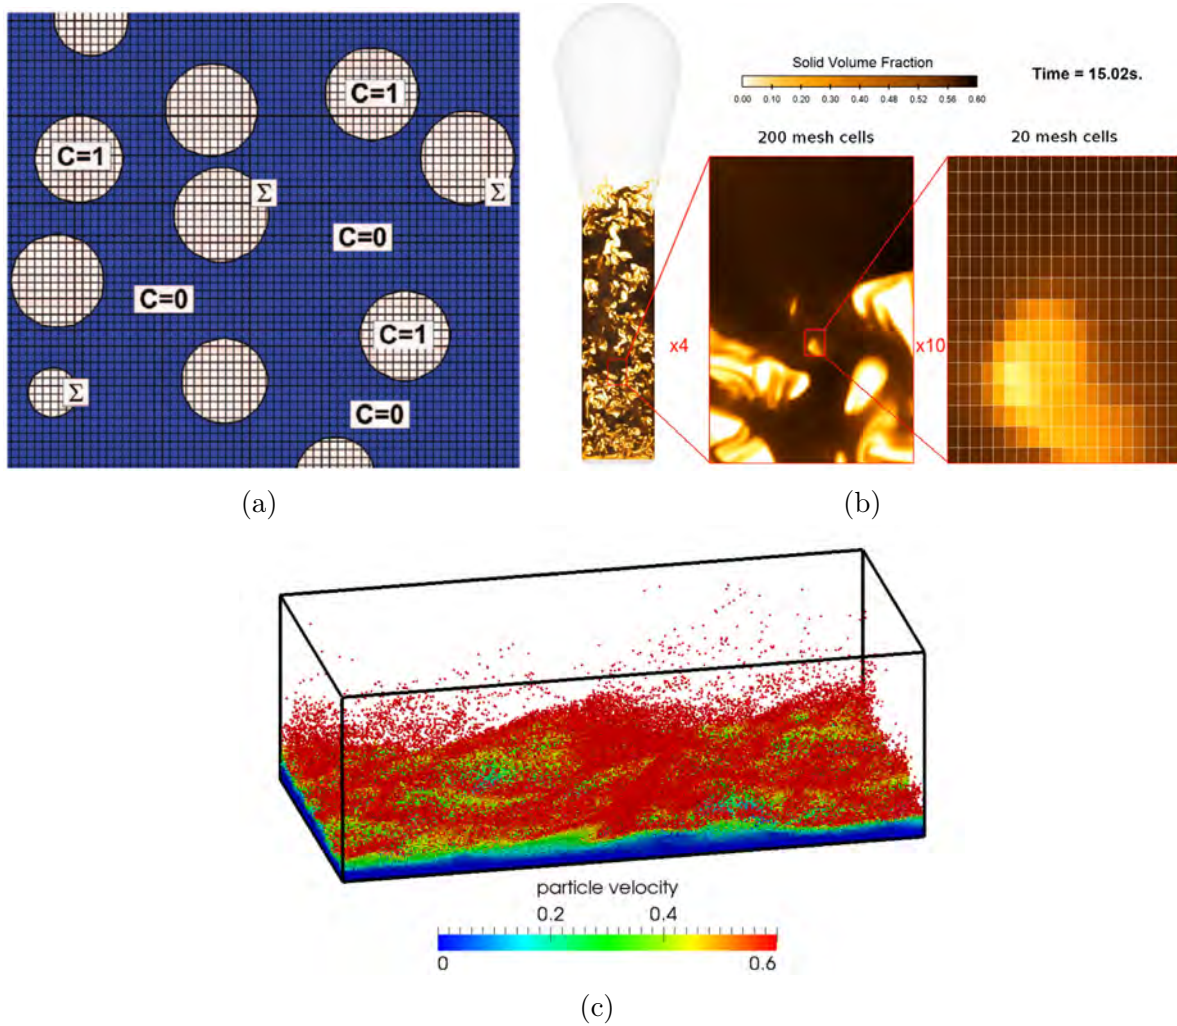 C=1
C=1
Σ
Σ
C=0
C=0
C=1
Σ
C=0
(a)
Solid Volume Fraction
0.00 0.10 0.20 0.30 0.40 0.48 0.52 0.56 0.60
Time = 15.02s.
200 mesh cells
20 mesh cells
x4
x10
(b)
particle velocity
0.2 0.4
0 0.6
(c)